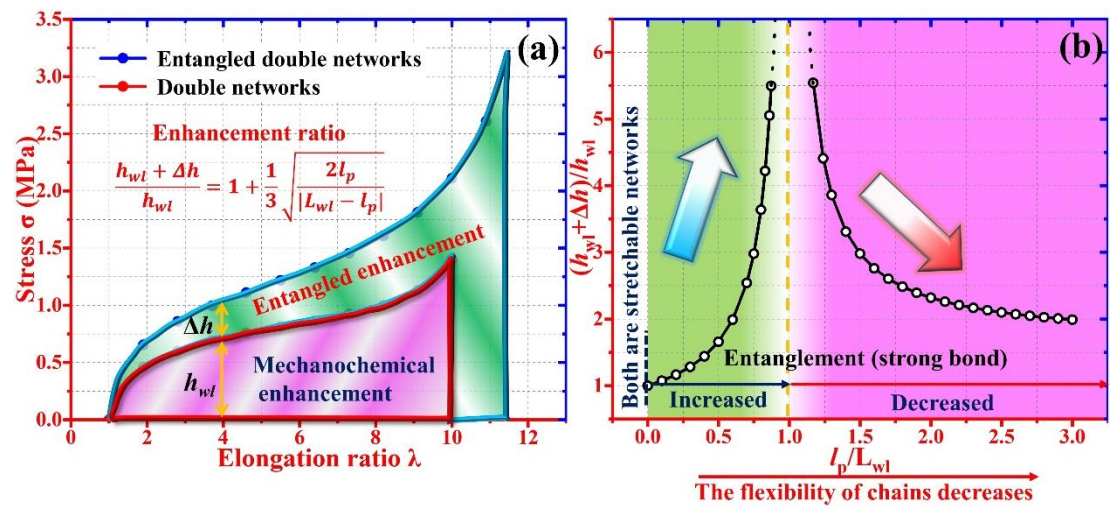 (a)
Entangled double networks
Double networks
Enhancement ratio
(h_wl + Δh)/h_wl = 1 + 1/3 √(2l_p/|L_wl − l_p|)
Entangled enhancement
Δh
h_wl
Mechanochemical
enhancement
Stress σ (MPa)
3.5
3.0
2.5
2.0
1.5
1.0
0.5
0.0
0
2
4
6
8
10
12
Elongation ratio λ
(b)
(h_wl+Δh)/h_wl
6
5
4
3
2
1
Both are stretchable networks
Entanglement (strong bond)
Increased
Decreased
0.0
0.5
1.0
1.5
2.0
2.5
3.0
l_p/L_wl
The flexibility of chains decreases